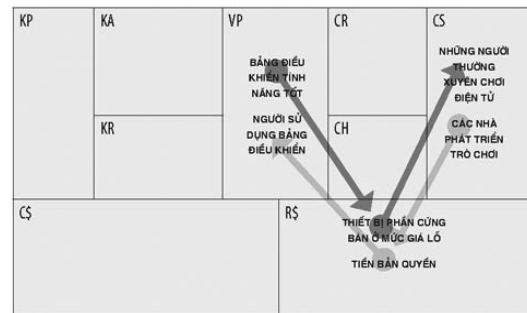 KP
KA
VP
CR
CS
BẢNG ĐIỀU
KHIỂN TÍNH
NĂNG TỐT
NHỮNG NGƯỜI
THƯỜNG
XUYÊN CHƠI
ĐIỆN TỬ
KR
NGƯỜI SỬ
DỤNG BẢNG
ĐIỀU KHIỂN
CH
CÁC NHÀ
PHÁT TRIỂN
TRÒ CHƠI
C$
R$
THIẾT BỊ PHẦN CỨNG
BÁN Ở MỨC GIÁ LỖ
TIỀN BẢN QUYỀN